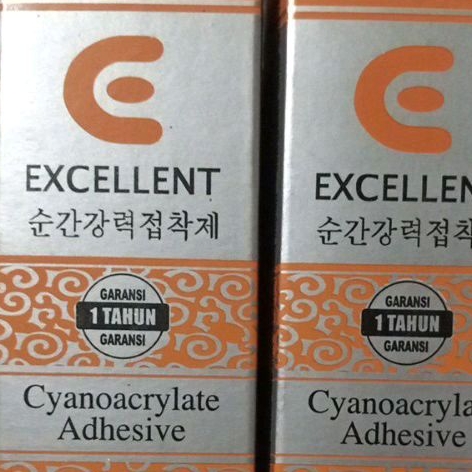 EXCELLENT
순간강력접착제
GARANSI
1 TAHUN
GARANSI
Cyanoacrylate
Adhesive
EXCELLEN
순간강력접착
GARANSI
1 TAHUN
GARANSI
Cyanoacryla
Adhesive